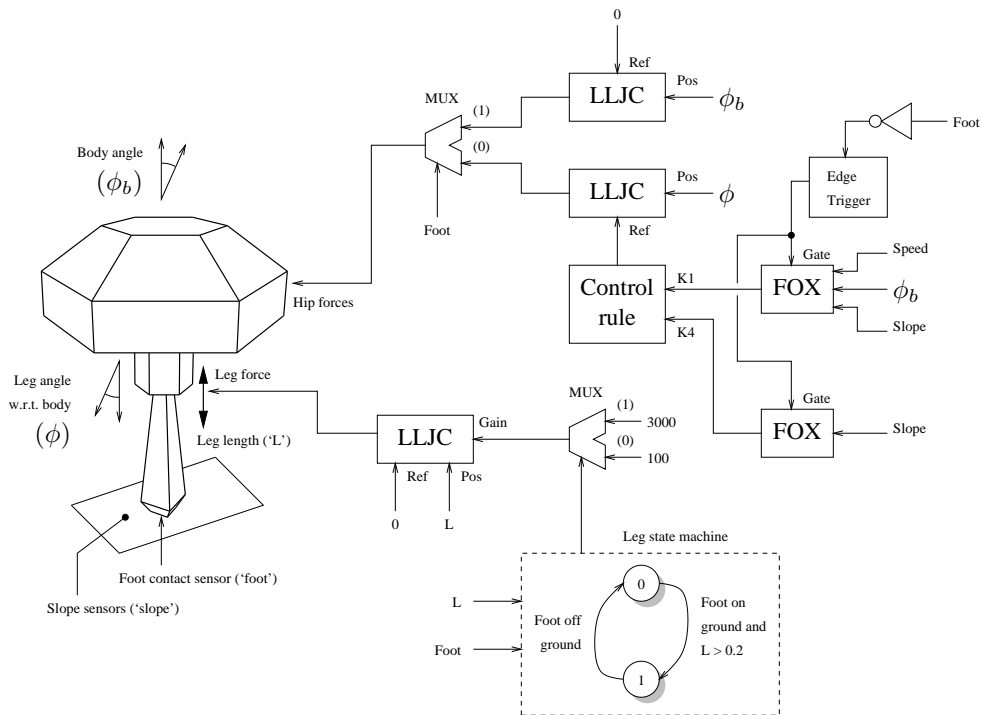 0
Ref
LLJC
Pos
ϕb
MUX
(1)
(0)
Foot
LLJC
Pos
ϕ
Ref
Foot
Edge
Trigger
Body angle
(ϕb)
Hip forces
Control
rule
K1
K4
Gate
FOX
Speed
ϕb
Slope
Gate
FOX
Slope
Leg angle
w.r.t. body
(ϕ)
Leg force
Leg length (‘L’)
LLJC
Gain
Ref
Pos
0
L
MUX
(1)
3000
(0)
100
Foot contact sensor (‘foot’)
Slope sensors (‘slope’)
Leg state machine
L
Foot
0
Foot off
ground
Foot on
ground and
L > 0.2
1